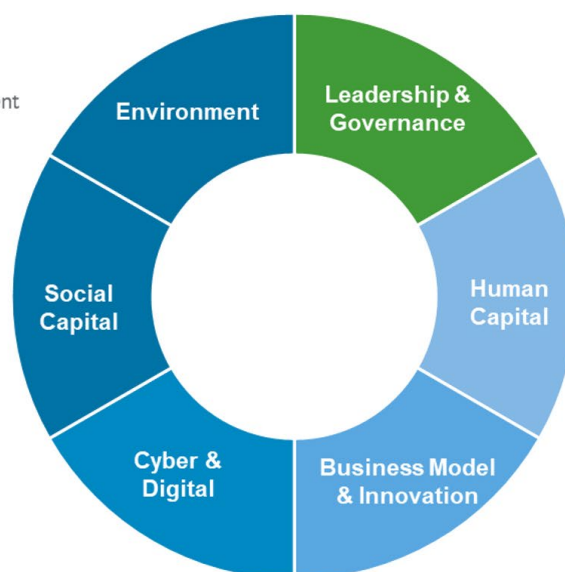 Environment
Leadership &
Governance
Social
Capital
Human
Capital
Cyber &
Digital
Business Model
& Innovation